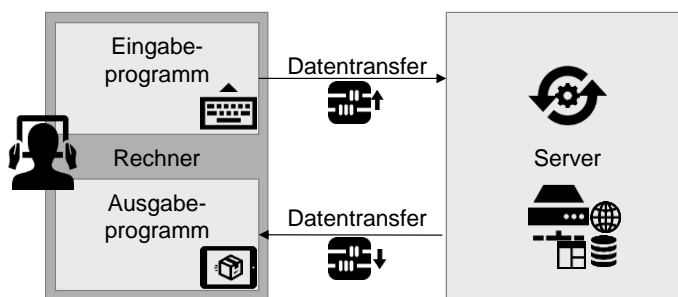 Eingabe-
programm
Datentransfer
Rechner
Server
Ausgabe-
programm
Datentransfer